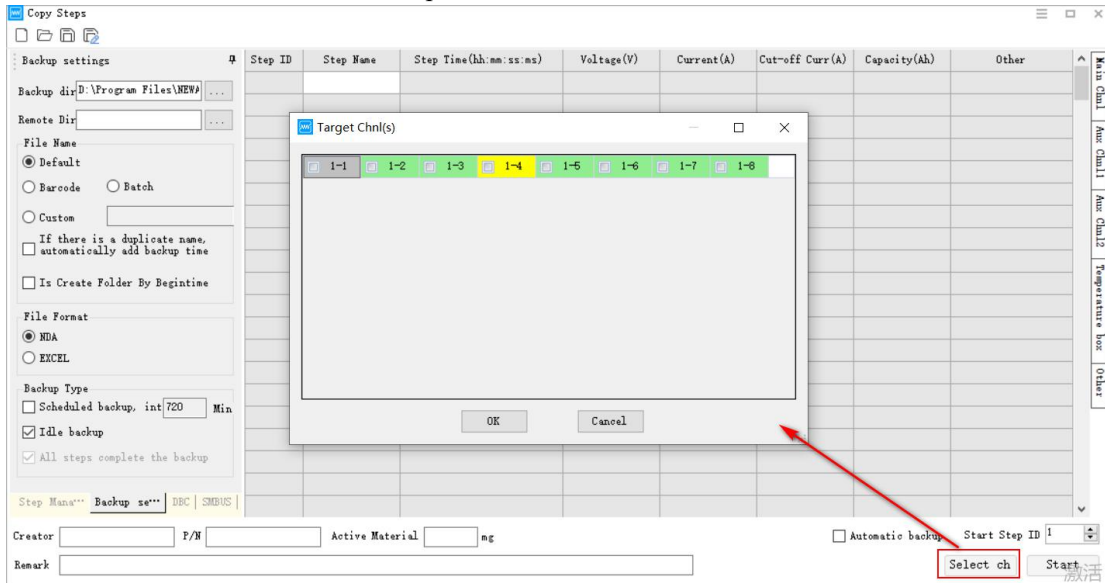 Copy Steps
Backup settings
Step ID Step Name Step Time(hh:mm:ss:ms) Voltage(V) Current(A) Cut-off Curr(A) Capacity(Ah) Other
Backup dir D:\Program Files\NEWA ...
Remote Dir ...
File Name
Default
Barcode Batch
Custom
If there is a duplicate name,
automatically add backup time
Is Create Folder By Begintime
File Format
NDA
EXCEL
Backup Type
Scheduled backup, int 720 Min
Idle backup
All steps complete the backup
Step Mana... Backup se... DBC SMBUS
Target Chnl(s)
1-1 1-2 1-3 1-4 1-5 1-6 1-7 1-8
OK Cancel
Main Chnl
Aux Chnl1
Aux Chnl2
Temperature box
Other
Creator P/N Active Material mg Automatic backup Start Step ID 1
Remark Select ch Start
激活